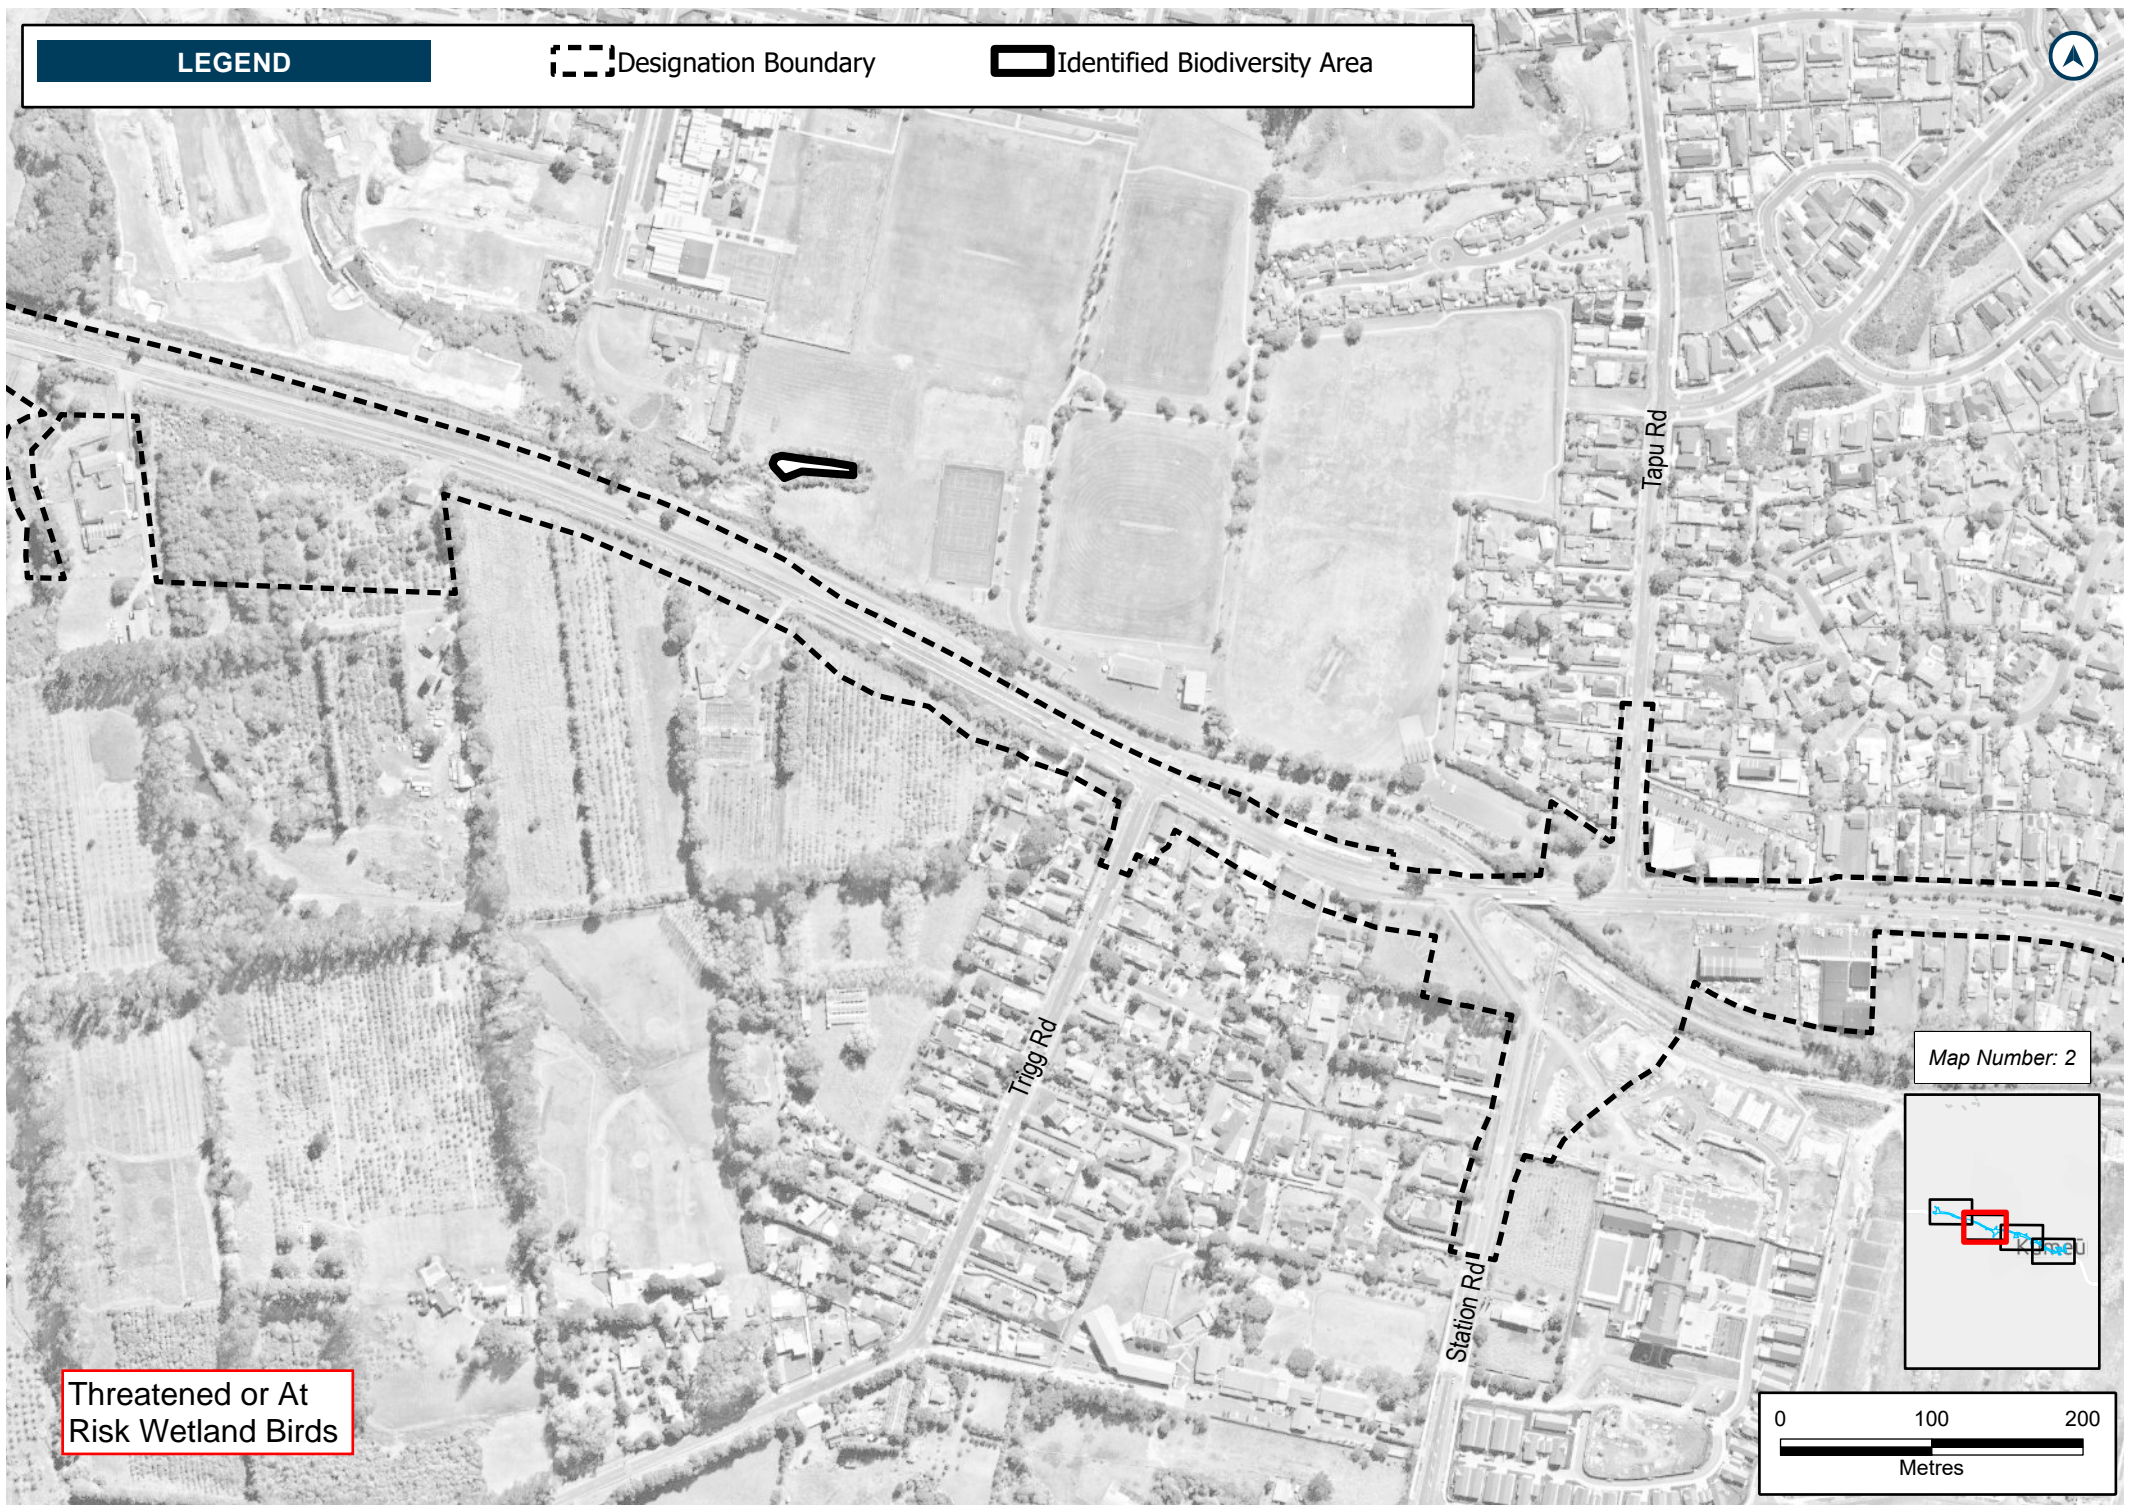 LEGEND
Designation Boundary
Identified Biodiversity Area
Tapu Rd
Trigg Rd
Station Rd
Map Number: 2
Kumeū
Threatened or At
Risk Wetland Birds
0 100 200
Metres